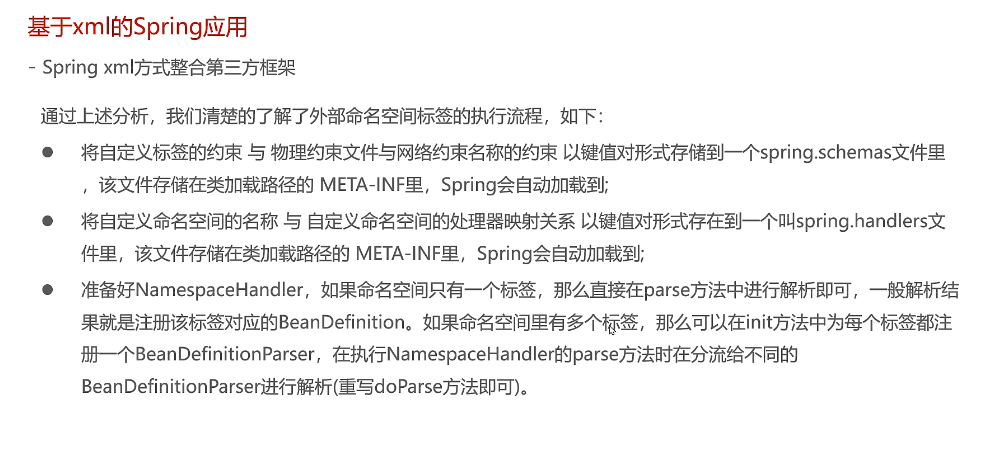 基于xml的Spring应用
- Spring xml方式整合第三方框架
通过上述分析，我们清楚的了解了外部命名空间标签的执行流程，如下：
● 将自定义标签的约束 与 物理约束文件与网络约束名称的约束 以键值对形式存储到一个spring.schemas文件里
，该文件存储在类加载路径的 META-INF里，Spring会自动加载到;
● 将自定义命名空间的名称 与 自定义命名空间的处理器映射关系 以键值对形式存在到一个叫spring.handlers文
件里，该文件存储在类加载路径的 META-INF里，Spring会自动加载到;
● 准备好NamespaceHandler，如果命名空间只有一个标签，那么直接在parse方法中进行解析即可，一般解析结
果就是注册该标签对应的BeanDefinition。如果命名空间里有多个标签，那么可以在init方法中为每个标签都注
册一个BeanDefinitionParser，在执行NamespaceHandler的parse方法时在分流给不同的
BeanDefinitionParser进行解析(重写doParse方法即可)。